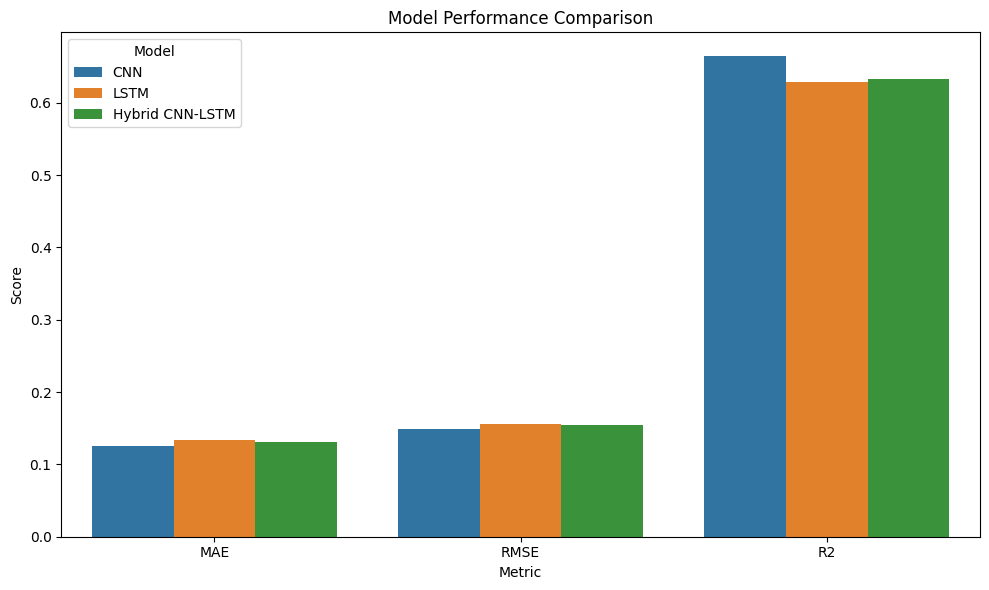 Model Performance Comparison
Model
CNN
LSTM
Hybrid CNN-LSTM
Score
0.6
0.5
0.4
0.3
0.2
0.1
0.0
MAE
RMSE
R2
Metric